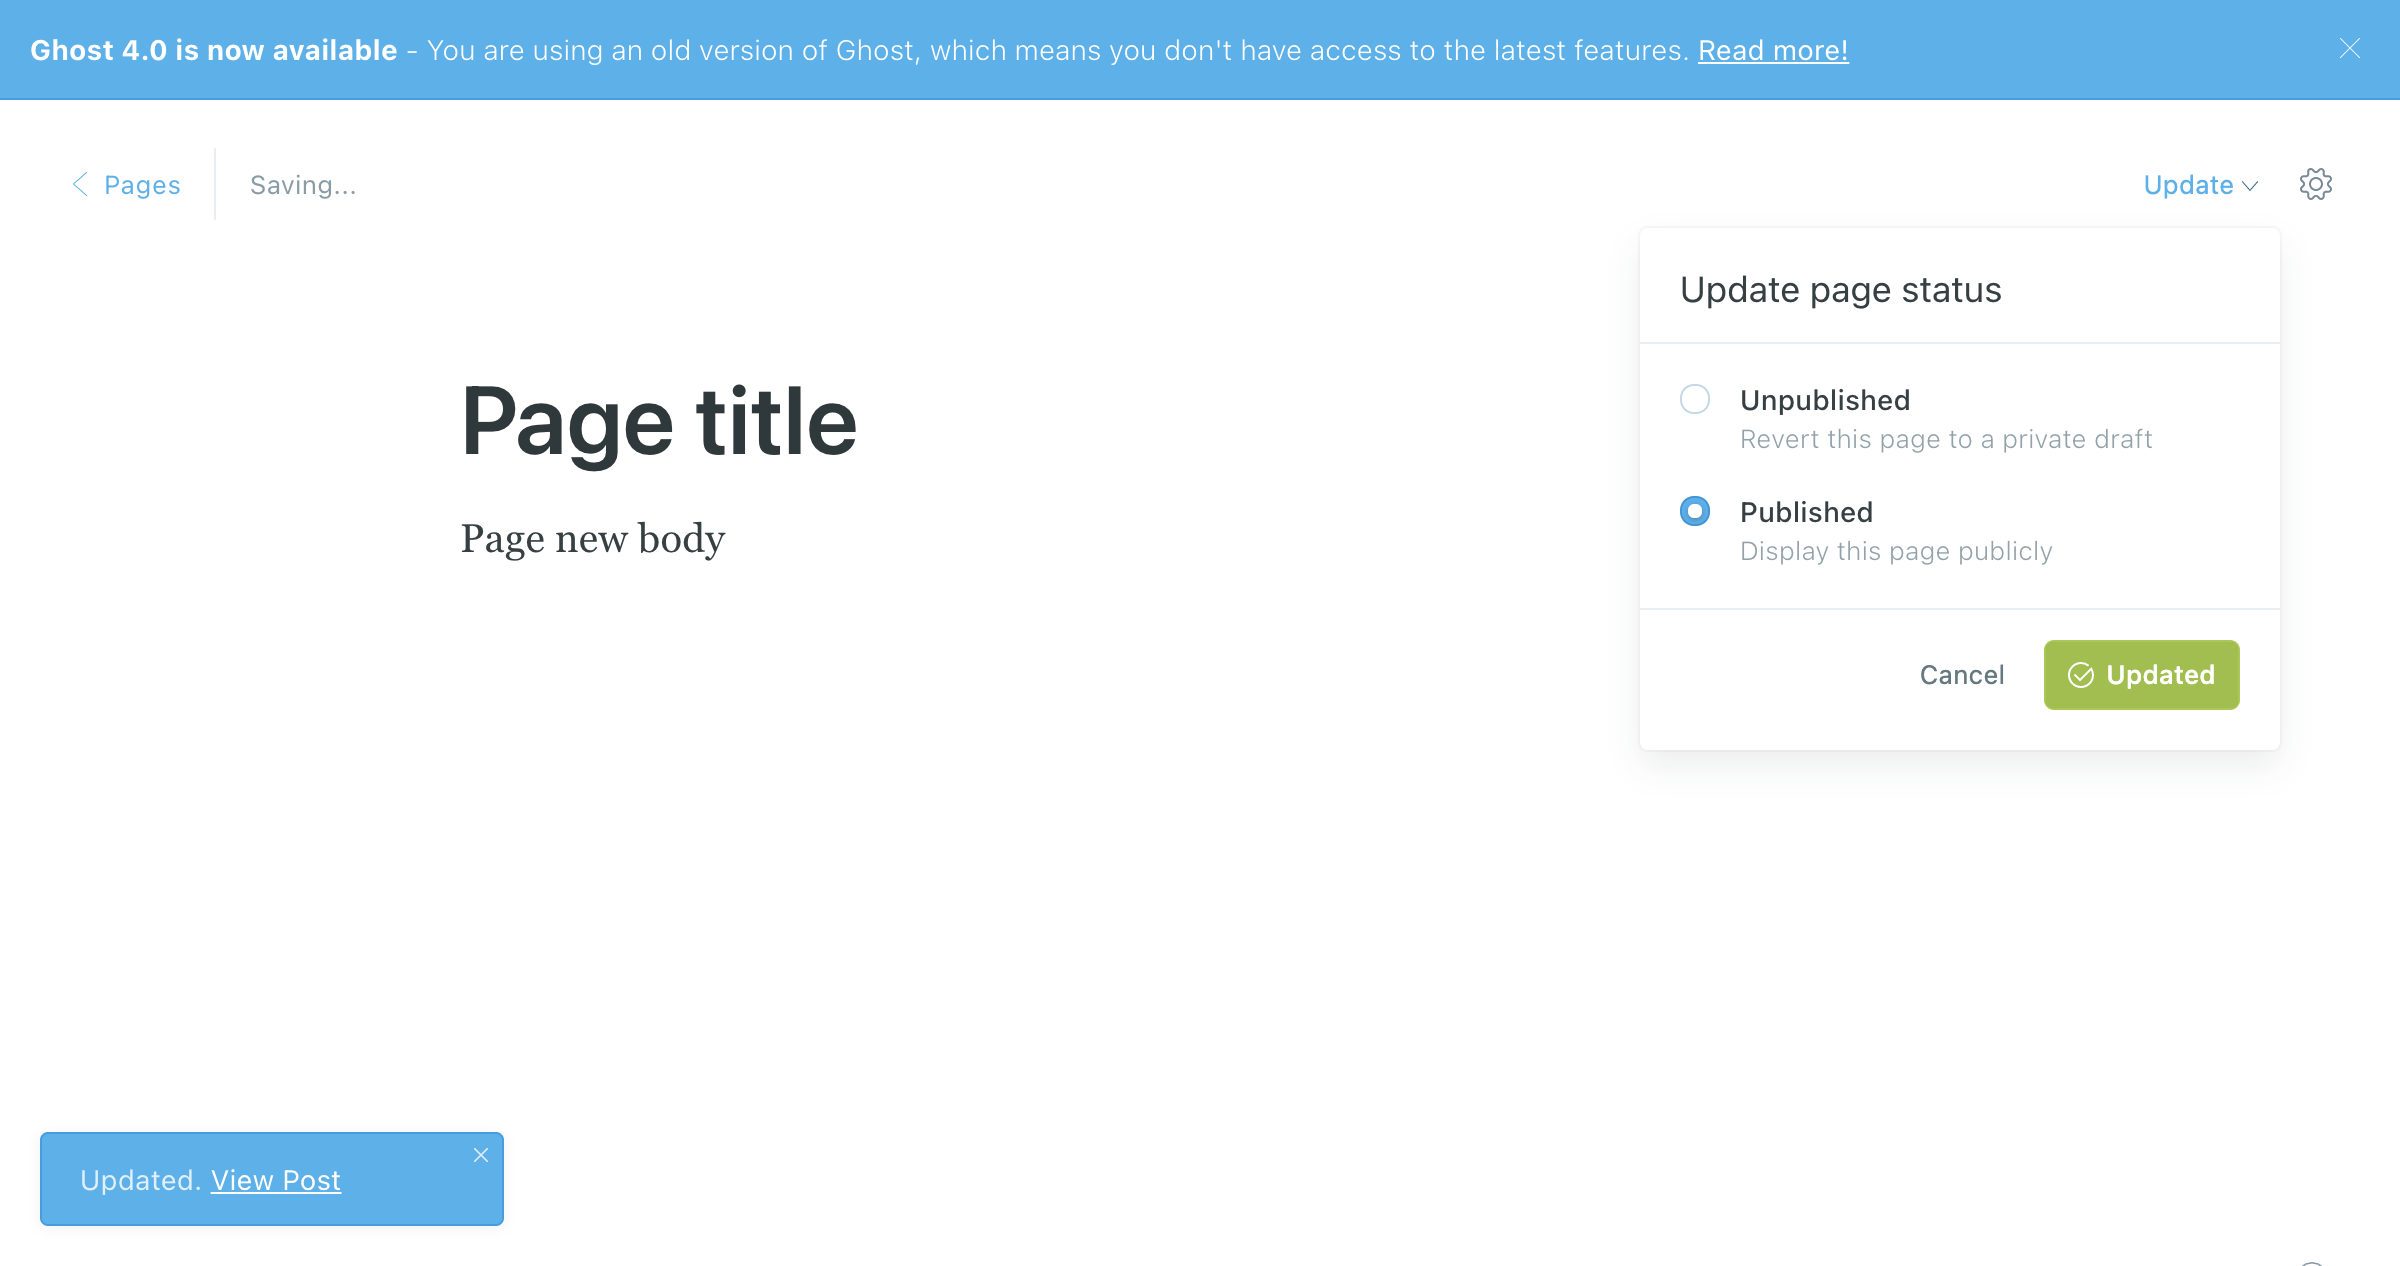 Ghost 4.0 is now available - You are using an old version of Ghost, which means you don't have access to the latest features. Read more!
Pages
Saving...
Update
Update page status
Unpublished
Revert this page to a private draft
Published
Display this page publicly
Cancel
Updated
Page title
Page new body
Updated. View Post